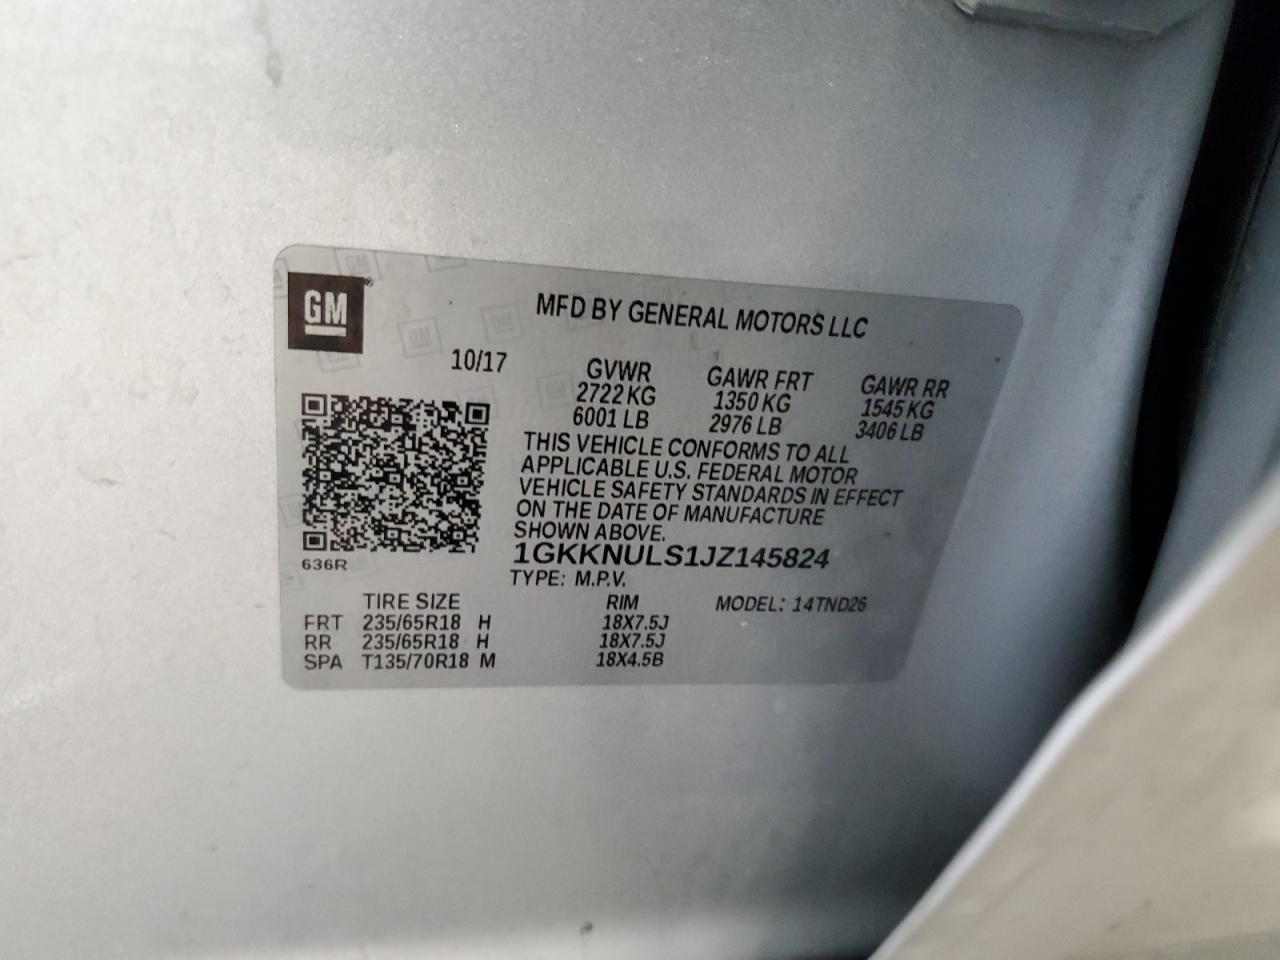 GM
MFD BY GENERAL MOTORS LLC
10/17
GVWR GAWR FRT GAWR RR
2722 KG 1350 KG 1545 KG
6001 LB 2976 LB 3406 LB
THIS VEHICLE CONFORMS TO ALL
APPLICABLE U.S. FEDERAL MOTOR
VEHICLE SAFETY STANDARDS IN EFFECT
ON THE DATE OF MANUFACTURE
SHOWN ABOVE.
1GKKNULS1JZ145824
636R
TYPE: M.P.V.
TIRE SIZE RIM MODEL: 14TND26
FRT 235/65R18 H 18X7.5J
RR 235/65R18 H 18X7.5J
SPA T135/70R18 M 18X4.5B